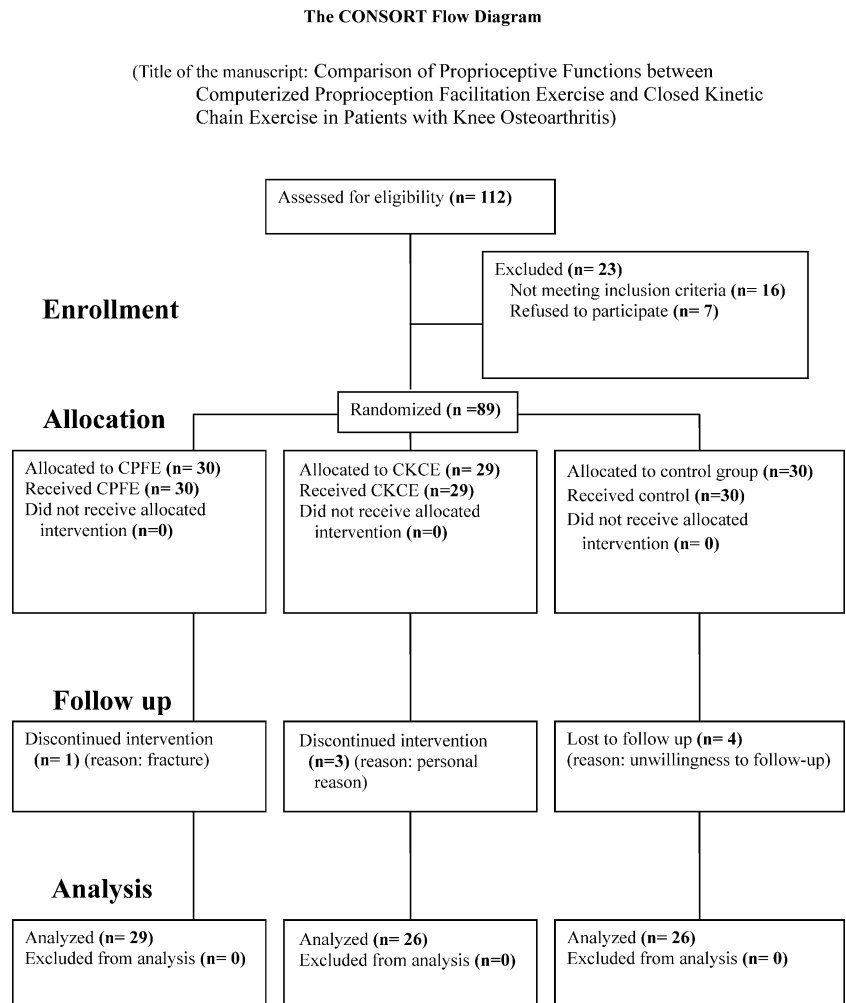 The CONSORT Flow Diagram
(Title of the manuscript: Comparison of Proprioceptive Functions between
Computerized Proprioception Facilitation Exercise and Closed Kinetic
Chain Exercise in Patients with Knee Osteoarthritis)
Assessed for eligibility (n= 112)
Enrollment
Excluded (n= 23)
Not meeting inclusion criteria (n= 16)
Refused to participate (n= 7)
Allocation
Randomized (n =89)
Allocated to CPFE (n= 30)
Received CPFE (n= 30)
Did not receive allocated
intervention (n=0)
Allocated to CKCE (n= 29)
Received CKCE (n=29)
Did not receive allocated
intervention (n=0)
Allocated to control group(n=30)
Received control (n=30)
Did not receive allocated
intervention (n= 0)
Follow up
Discontinued intervention
(n= 1) (reason: fracture)
Discontinued intervention
(n=3) (reason: personal
reason)
Lost to follow up (n= 4)
(reason: unwillingness to follow-up)
Analysis
Analyzed (n= 29)
Excluded from analysis (n= 0)
Analyzed (n= 26)
Excluded from analysis (n=0)
Analyzed (n= 26)
Excluded from analysis (n= 0)